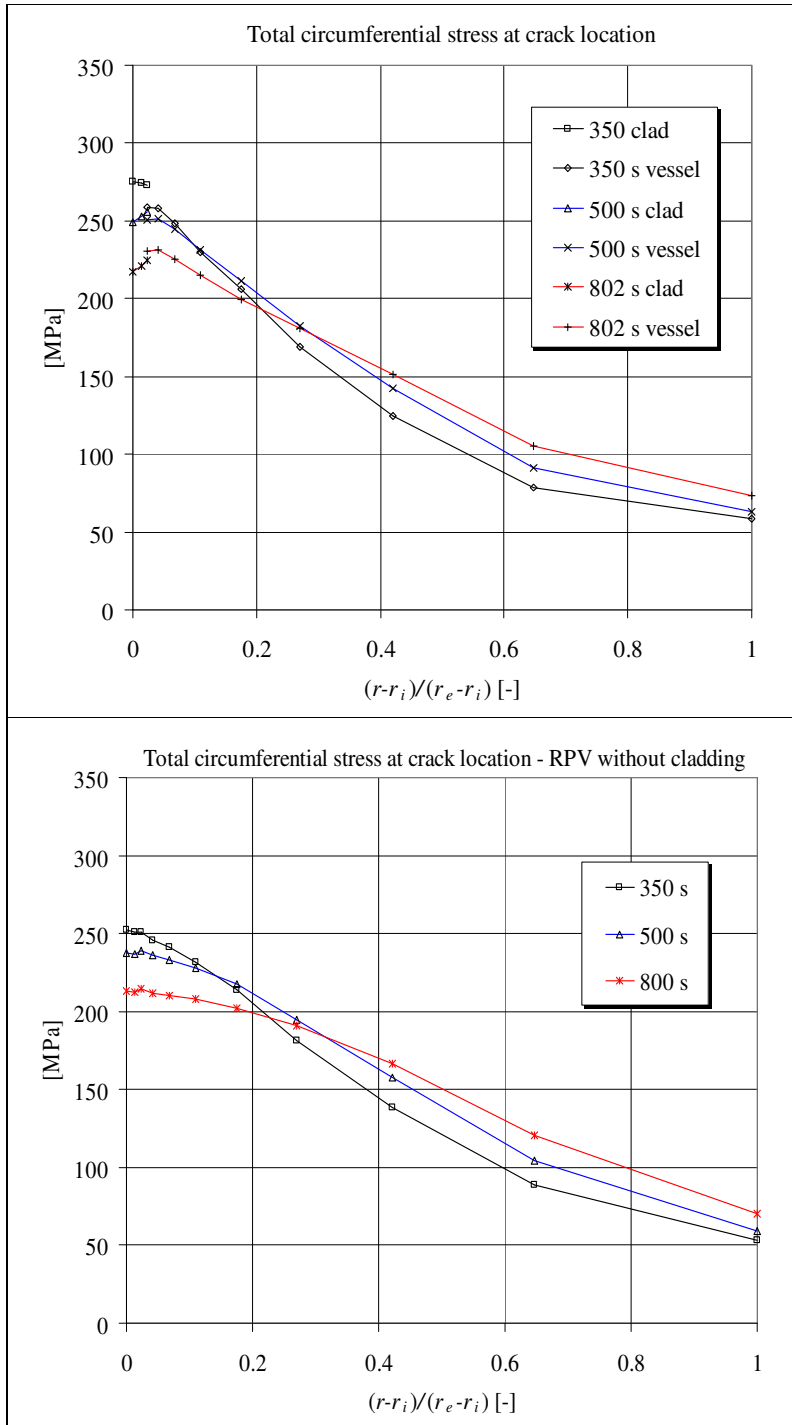 Total circumferential stress at crack location
350
300
250
200
150
100
50
0
[MPa]
350 clad
350 s vessel
500 s clad
500 s vessel
802 s clad
802 s vessel
0 0.2 0.4 0.6 0.8 1
(r-ri)/(re-ri) [-]
Total circumferential stress at crack location - RPV without cladding
350
300
250
200
150
100
50
0
[MPa]
350 s
500 s
800 s
0 0.2 0.4 0.6 0.8 1
(r-ri)/(re-ri) [-]